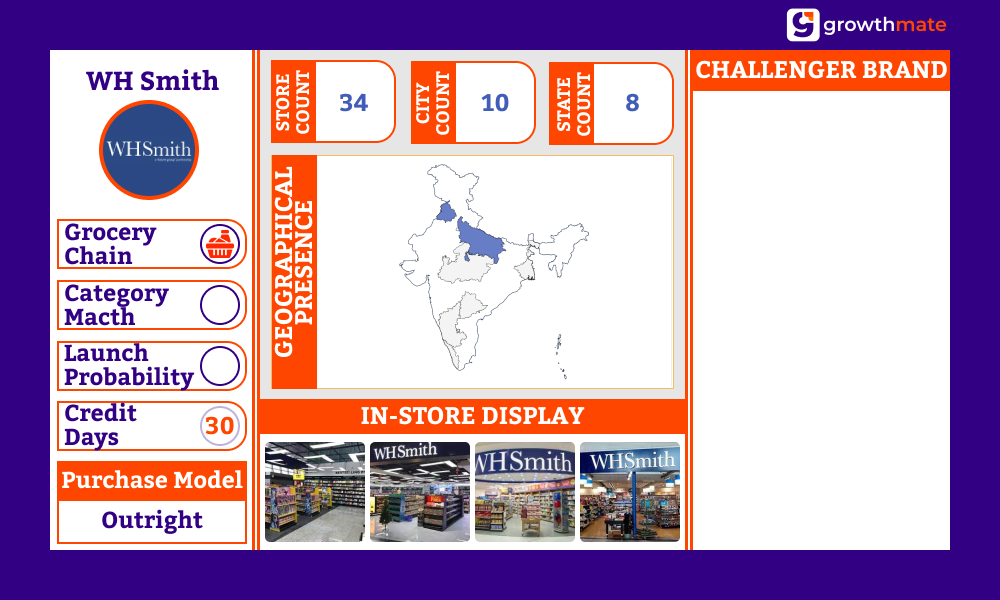 growthmate
WH Smith
WHSmith
Grocery
Chain
Category
Macth
Launch
Probability
Credit
Days
30
Purchase Model
Outright
STORE
COUNT
34
CITY
COUNT
10
STATE
COUNT
8
GEOGRAPHICAL
PRESENCE
IN-STORE DISPLAY
WHSmith
WHSmith
WHSmith
CHALLENGER BRAND